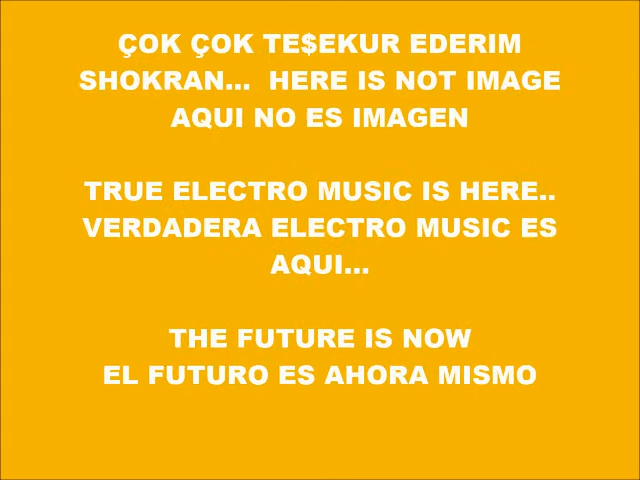 ÇOK ÇOK TE$EKUR EDERIM
SHOKRAN... HERE IS NOT IMAGE
AQUI NO ES IMAGEN
TRUE ELECTRO MUSIC IS HERE..
VERDADERA ELECTRO MUSIC ES
AQUI...
THE FUTURE IS NOW
EL FUTURO ES AHORA MISMO